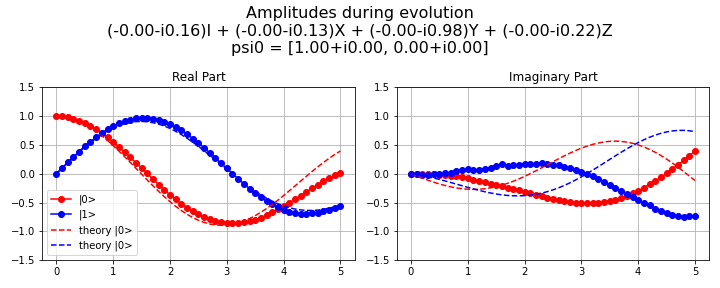 Amplitudes during evolution
(-0.00-i0.16)I + (-0.00-i0.13)X + (-0.00-i0.98)Y + (-0.00-i0.22)Z
psi0 = [1.00+i0.00, 0.00+i0.00]
Real Part
1.5
1.0
0.5
0.0
−0.5
−1.0
−1.5
0 1 2 3 4 5
|0>
|1>
theory |0>
theory |0>
Imaginary Part
1.5
1.0
0.5
0.0
−0.5
−1.0
−1.5
0 1 2 3 4 5